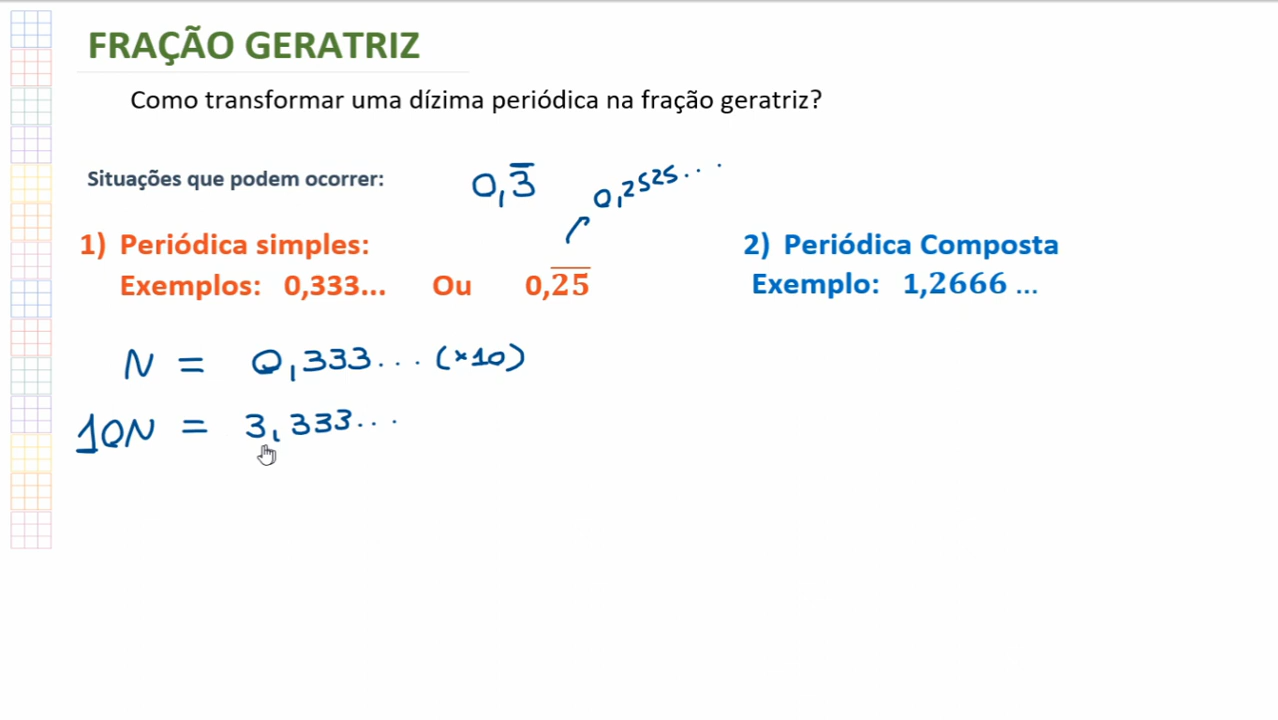 FRAÇÃO GERATRIZ
Como transformar uma dízima periódica na fração geratriz?
Situações que podem ocorrer:
0,3̅
0,2525...
1) Periódica simples:
Exemplos: 0,333... Ou 0,2̅5̅
2) Periódica Composta
Exemplo: 1,2666 ...
N = 0,333... (×10)
10N = 3,333...